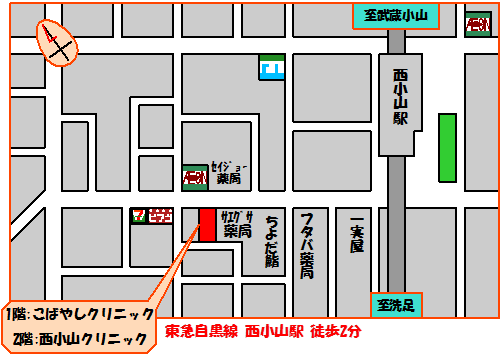 至武蔵小山
AEON
西小山駅
セイジョー
薬局
AEON
7
サエグサ
薬局
ちよだ鮨
フタバ薬局
一実屋
至洗足
1階:こばやしクリニック
2階:西小山クリニック
東急目黒線 西小山駅 徒歩2分